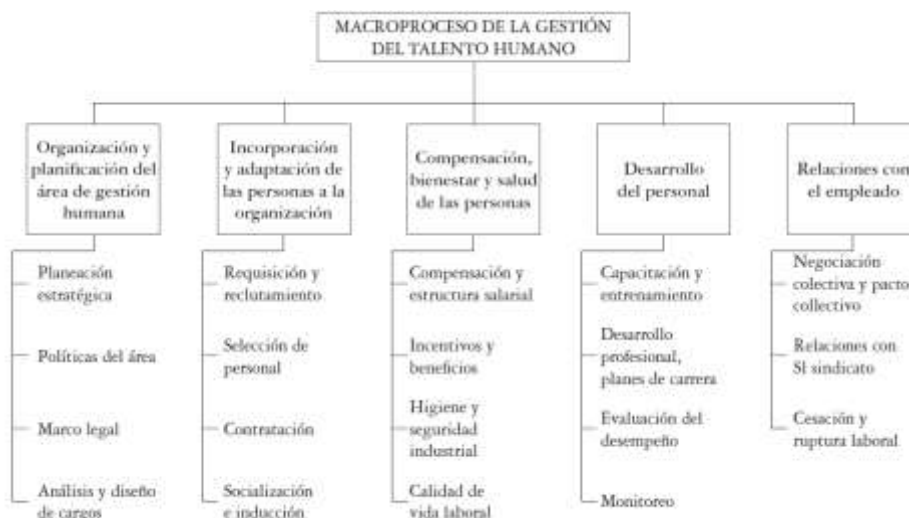 MACROPROCESO DE LA GESTIÓN
DEL TALENTO HUMANO
Organización y
planificación del
área de gestión
humana
Planeación
estratégica
Políticas del área
Marco legal
Análisis y diseño
de cargos
Incorporación
y adaptación de
las personas a la
organización
Requisición y
reclutamiento
Selección de
personal
Contratación
Socialización
e inducción
Compensación,
bienestar y salud
de las personas
Compensación y
estructura salarial
Incentivos y
beneficios
Higiene y
seguridad
industrial
Calidad de
vida laboral
Desarrollo
del personal
Capacitación y
entrenamiento
Desarrollo
profesional,
planes de carrera
Evaluación del
desempeño
Monitoreo
Relaciones con
el empleado
Negociación
colectiva y pacto
collectivo
Relaciones con
Sl sindicato
Cesación y
ruptura laboral